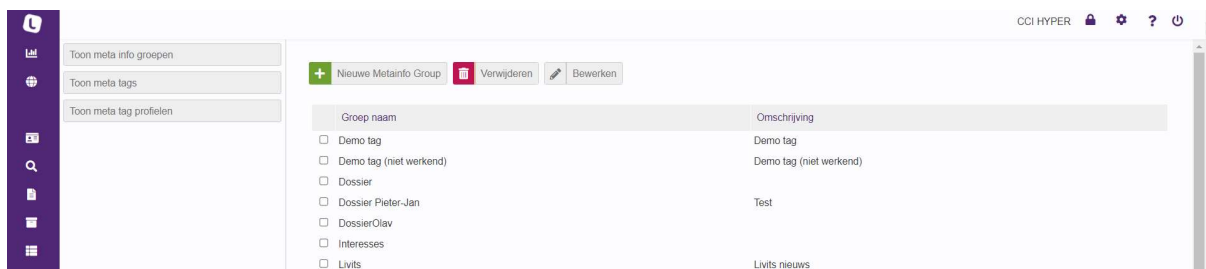 CCI HYPER
Toon meta info groepen
Toon meta tags
Toon meta tag profielen
Nieuwe Metainfo Group Verwijderen Bewerken
Groep naam Omschrijving
Demo tag Demo tag
Demo tag (niet werkend) Demo tag (niet werkend)
Dossier
Dossier Pieter-Jan Test
DossierOlav
Interesses
Livits Livits nieuws